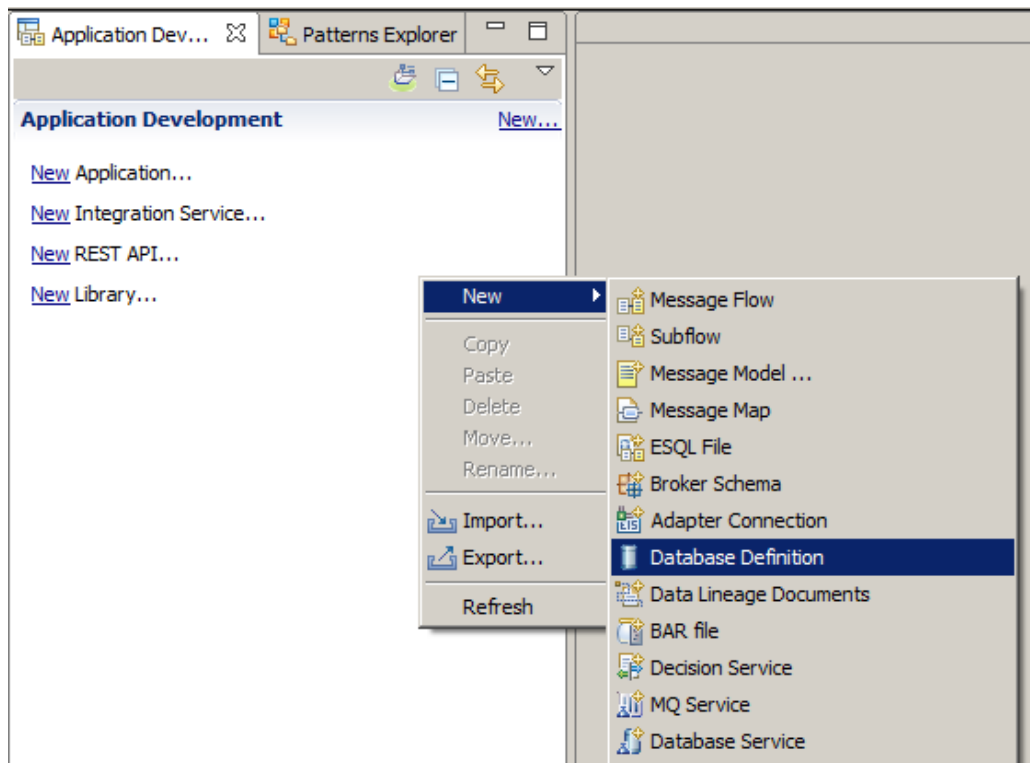 Application Dev...
Patterns Explorer
Application Development New...
New Application...
New Integration Service...
New REST API...
New Library...
New
Copy
Paste
Delete
Move...
Rename...
Import...
Export...
Refresh
Message Flow
Subflow
Message Model ...
Message Map
ESQL File
Broker Schema
Adapter Connection
Database Definition
Data Lineage Documents
BAR file
Decision Service
MQ Service
Database Service